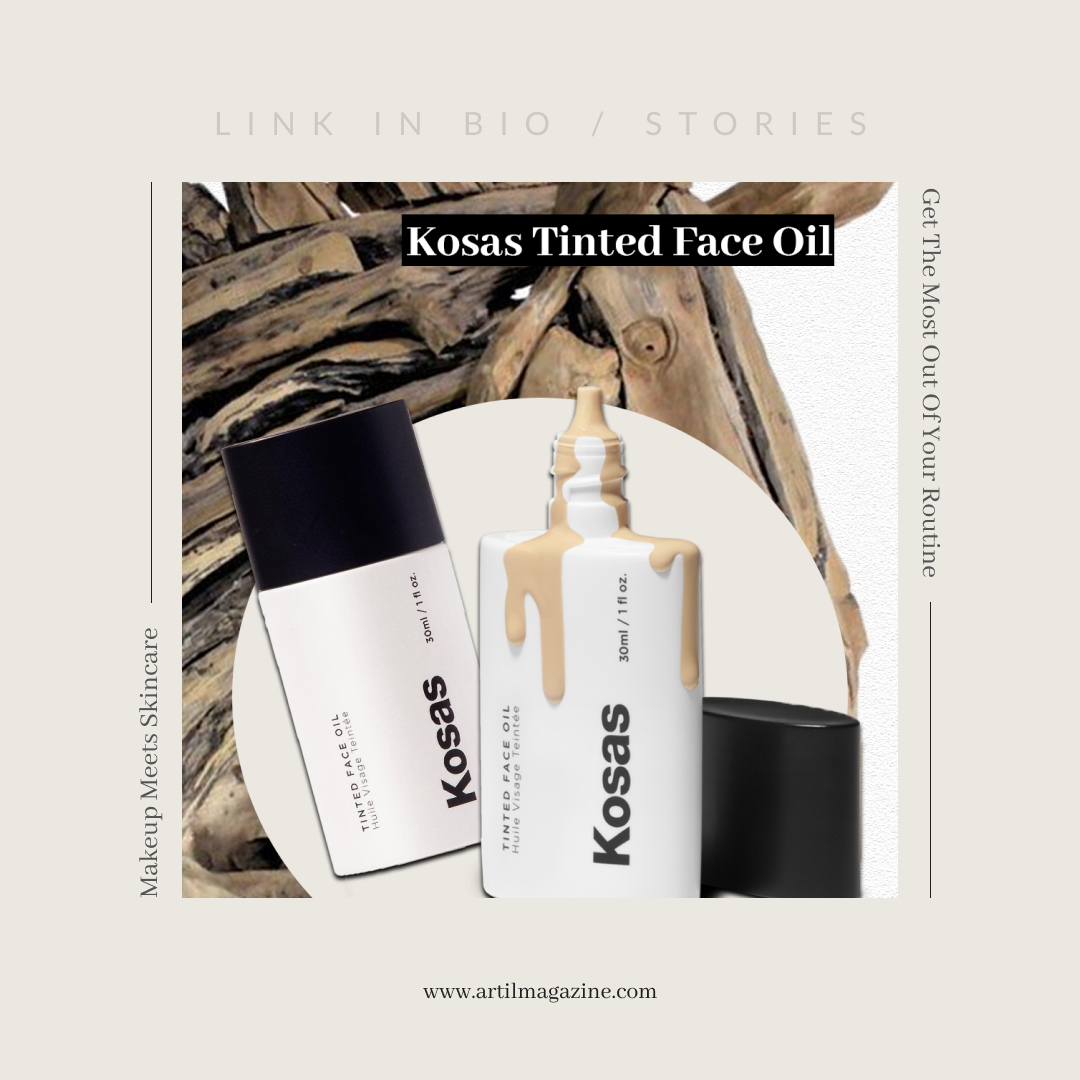 LINK IN BIO / STORIES
Kosas Tinted Face Oil
Get The Most Out Of Your Routine
Makeup Meets Skincare
30ml / 1 fl oz.
Kosas
TINTED FACE OIL
Huile Visage Teintée
30ml / 1 fl oz.
Kosas
TINTED FACE OIL
Huile Visage Teintée
www.artilmagazine.com